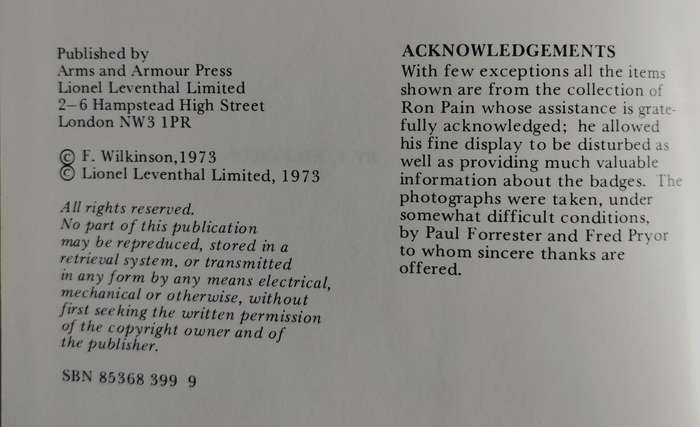 Published by
Arms and Armour Press
Lionel Leventhal Limited
2–6 Hampstead High Street
London NW3 1PR
© F. Wilkinson,1973
© Lionel Leventhal Limited, 1973
All rights reserved.
No part of this publication
may be repreduced, stored in a
retrieval system, or transmitted
in any form by any means electrical,
mechanical or otherwise, without
first seeking the written permission
of the copyright owner and of
the publisher.
SBN 85368 399 9
ACKNOWLEDGEMENTS
With few exceptions all the items
shown are from the collection of
Ron Pain whose assistance is grate-
fully acknowledged; he allowed
his fine display to be disturbed as
well as providing much valuable
information about the badges. The
photographs were taken, under
somewhat difficult conditions,
by Paul Forrester and Fred Pryor
to whom sincere thanks are
offered.